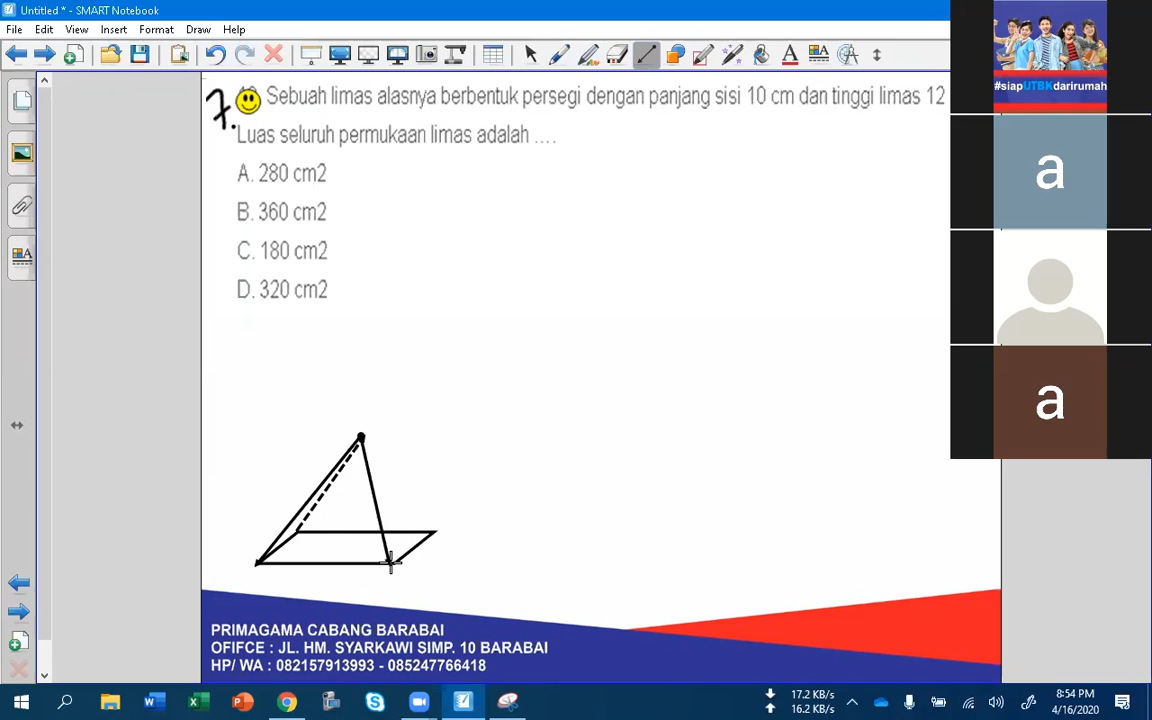 Untitled * - SMART Notebook
File Edit View Insert Format Draw Help
#siapUTBKdarirumah
7. Sebuah limas alasnya berbentuk persegi dengan panjang sisi 10 cm dan tinggi limas 12
Luas seluruh permukaan limas adalah ....
A. 280 cm2
B. 360 cm2
C. 180 cm2
D. 320 cm2
a
a
PRIMAGAMA CABANG BARABAI
OFIFCE : JL. HM. SYARKAWI SIMP. 10 BARABAI
HP/ WA : 082157913993 - 085247766418
17.2 KB/s
16.2 KB/s
8:54 PM
4/16/2020